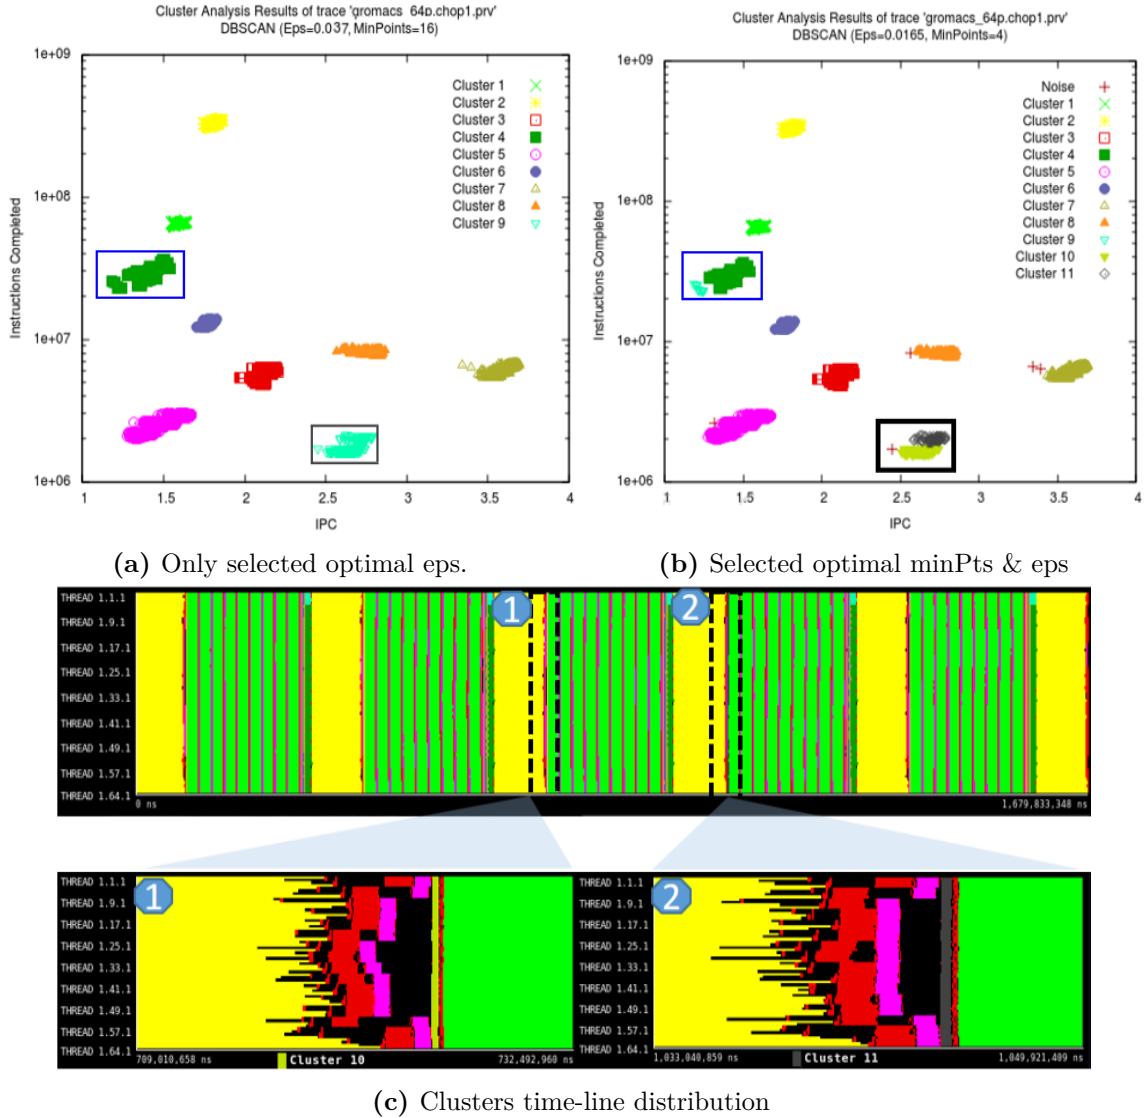 Cluster Analysis Results of trace 'gromacs_64p.chop1.prv'
DBSCAN (Eps=0.037, MinPoints=16)
1e+09
1e+08
1e+07
1e+06
Instructions Completed
Cluster 1
Cluster 2
Cluster 3
Cluster 4
Cluster 5
Cluster 6
Cluster 7
Cluster 8
Cluster 9
1 1.5 2 2.5 3 3.5 4
IPC
(a) Only selected optimal eps.
Cluster Analysis Results of trace 'gromacs_64p.chop1.prv'
DBSCAN (Eps=0.0165, MinPoints=4)
1e+09
1e+08
1e+07
1e+06
Instructions Completed
Noise
Cluster 1
Cluster 2
Cluster 3
Cluster 4
Cluster 5
Cluster 6
Cluster 7
Cluster 8
Cluster 9
Cluster 10
Cluster 11
1 1.5 2 2.5 3 3.5 4
IPC
(b) Selected optimal minPts & eps
THREAD 1.1.1
THREAD 1.9.1
THREAD 1.17.1
THREAD 1.25.1
THREAD 1.33.1
THREAD 1.41.1
THREAD 1.49.1
THREAD 1.57.1
THREAD 1.64.1
1
2
0 ns
1,679,833,348 ns
1
THREAD 1.1.1
THREAD 1.9.1
THREAD 1.17.1
THREAD 1.25.1
THREAD 1.33.1
THREAD 1.41.1
THREAD 1.49.1
THREAD 1.57.1
THREAD 1.64.1
709,010,658 ns
732,492,960 ns
Cluster 10
2
THREAD 1.1.1
THREAD 1.9.1
THREAD 1.17.1
THREAD 1.25.1
THREAD 1.33.1
THREAD 1.41.1
THREAD 1.49.1
THREAD 1.57.1
THREAD 1.64.1
1,033,040,859 ns
1,049,921,409 ns
Cluster 11
(c) Clusters time-line distribution